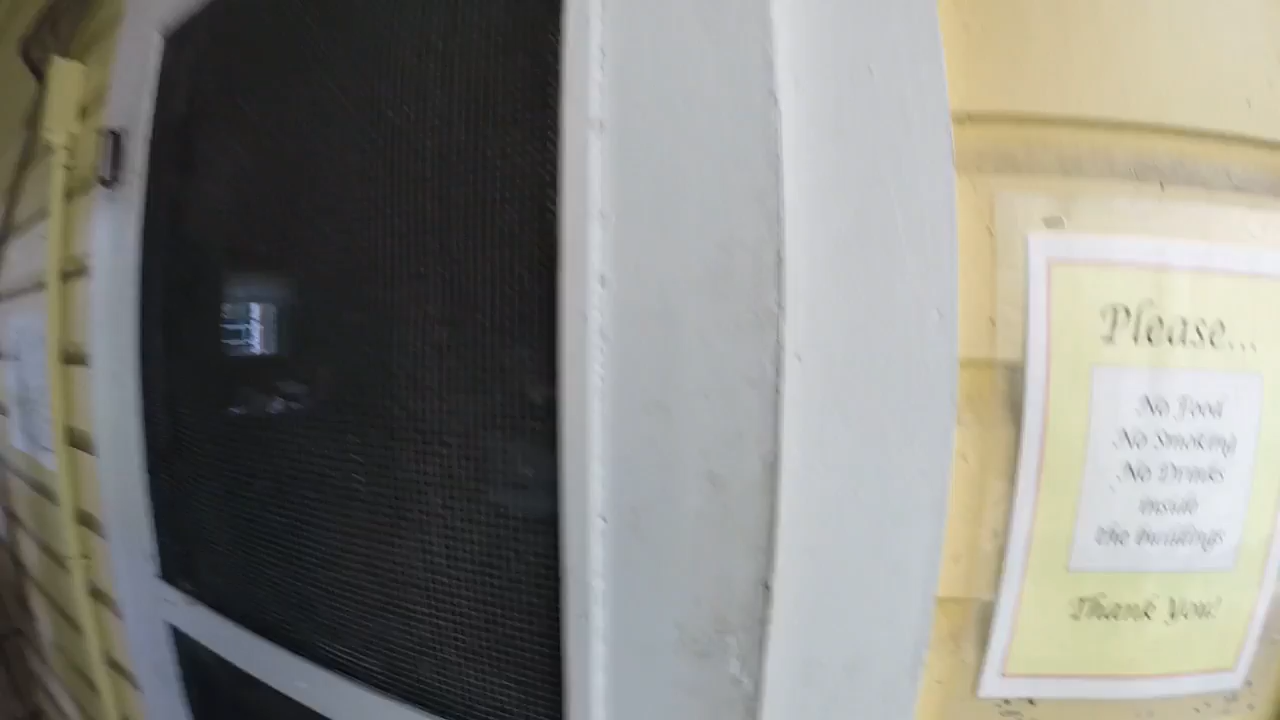 Please...
No Food
No Smoking
No Drinks
inside
the buildings
Thank You!